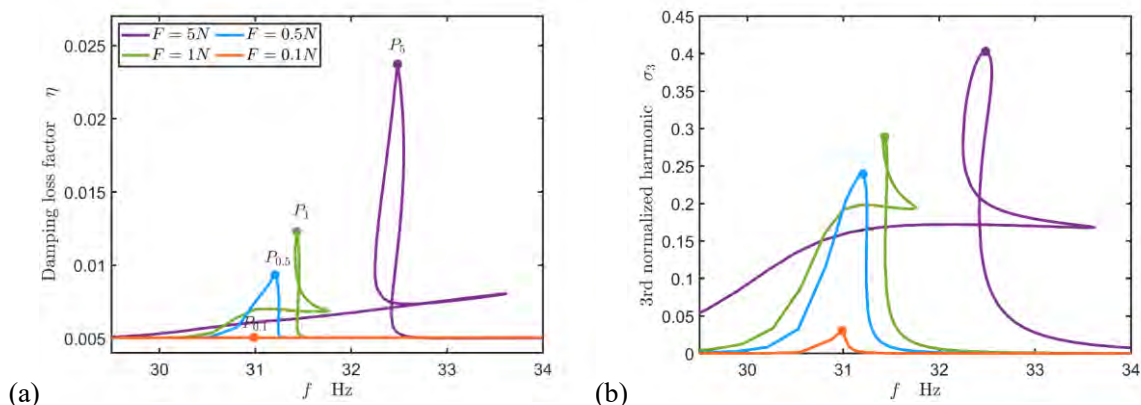 (a)
Damping loss factor η
0.025
0.02
0.015
0.01
0.005
F = 5N
F = 0.5N
F = 1N
F = 0.1N
P5
P1
P0.5
P0.1
30
31
32
33
34
f Hz
(b)
3rd normalized harmonic σ3
0.45
0.4
0.35
0.3
0.25
0.2
0.15
0.1
0.05
0
30
31
32
33
34
f Hz